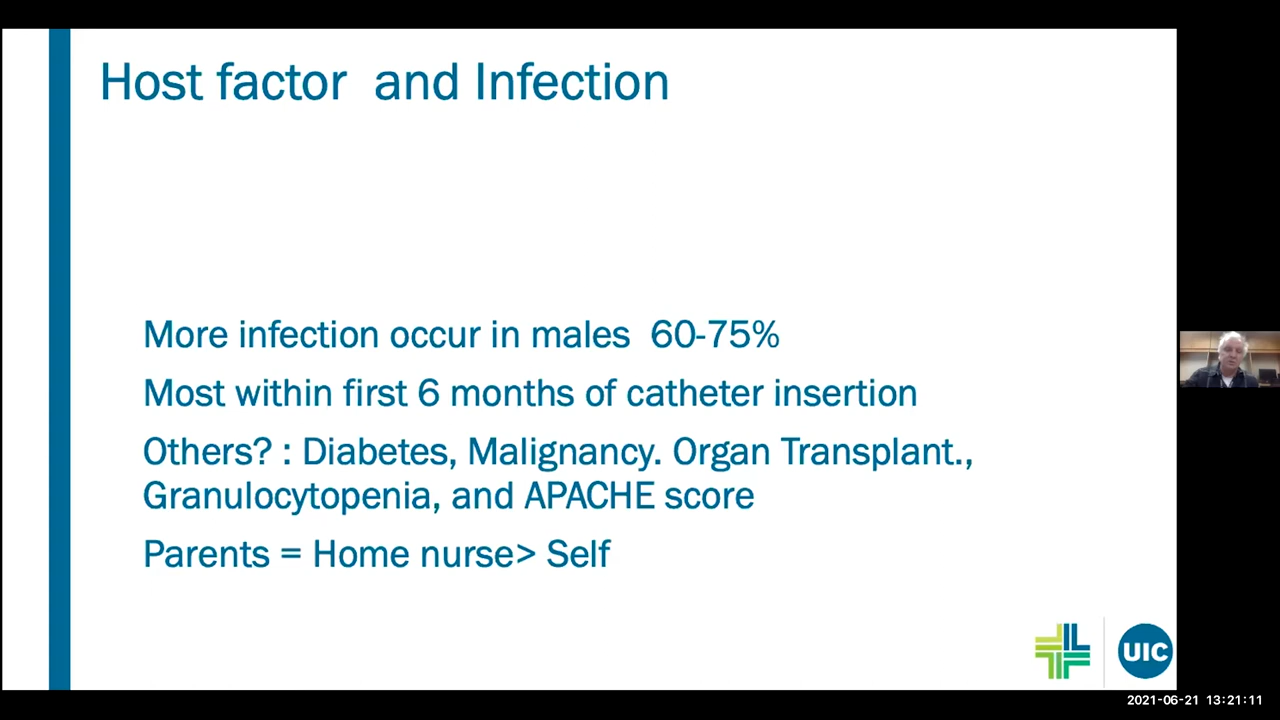 Host factor and Infection
More infection occur in males 60-75%
Most within first 6 months of catheter insertion
Others? : Diabetes, Malignancy. Organ Transplant.,
Granulocytopenia, and APACHE score
Parents = Home nurse> Self
UIC
2021-06-21 13:21:11